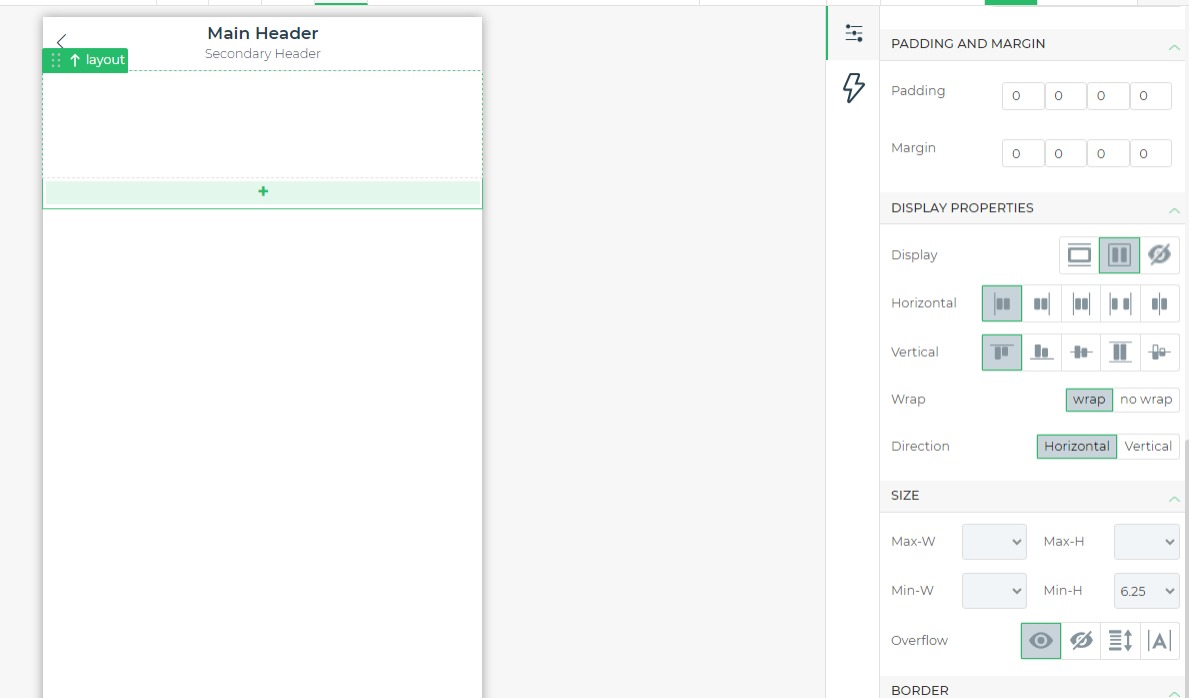 Main Header
Secondary Header
layout
+
PADDING AND MARGIN
Padding 0 0 0 0
Margin 0 0 0 0
DISPLAY PROPERTIES
Display
Horizontal
Vertical
Wrap wrap no wrap
Direction Horizontal Vertical
SIZE
Max-W Max-H
Min-W Min-H 6.25
Overflow A
BORDER